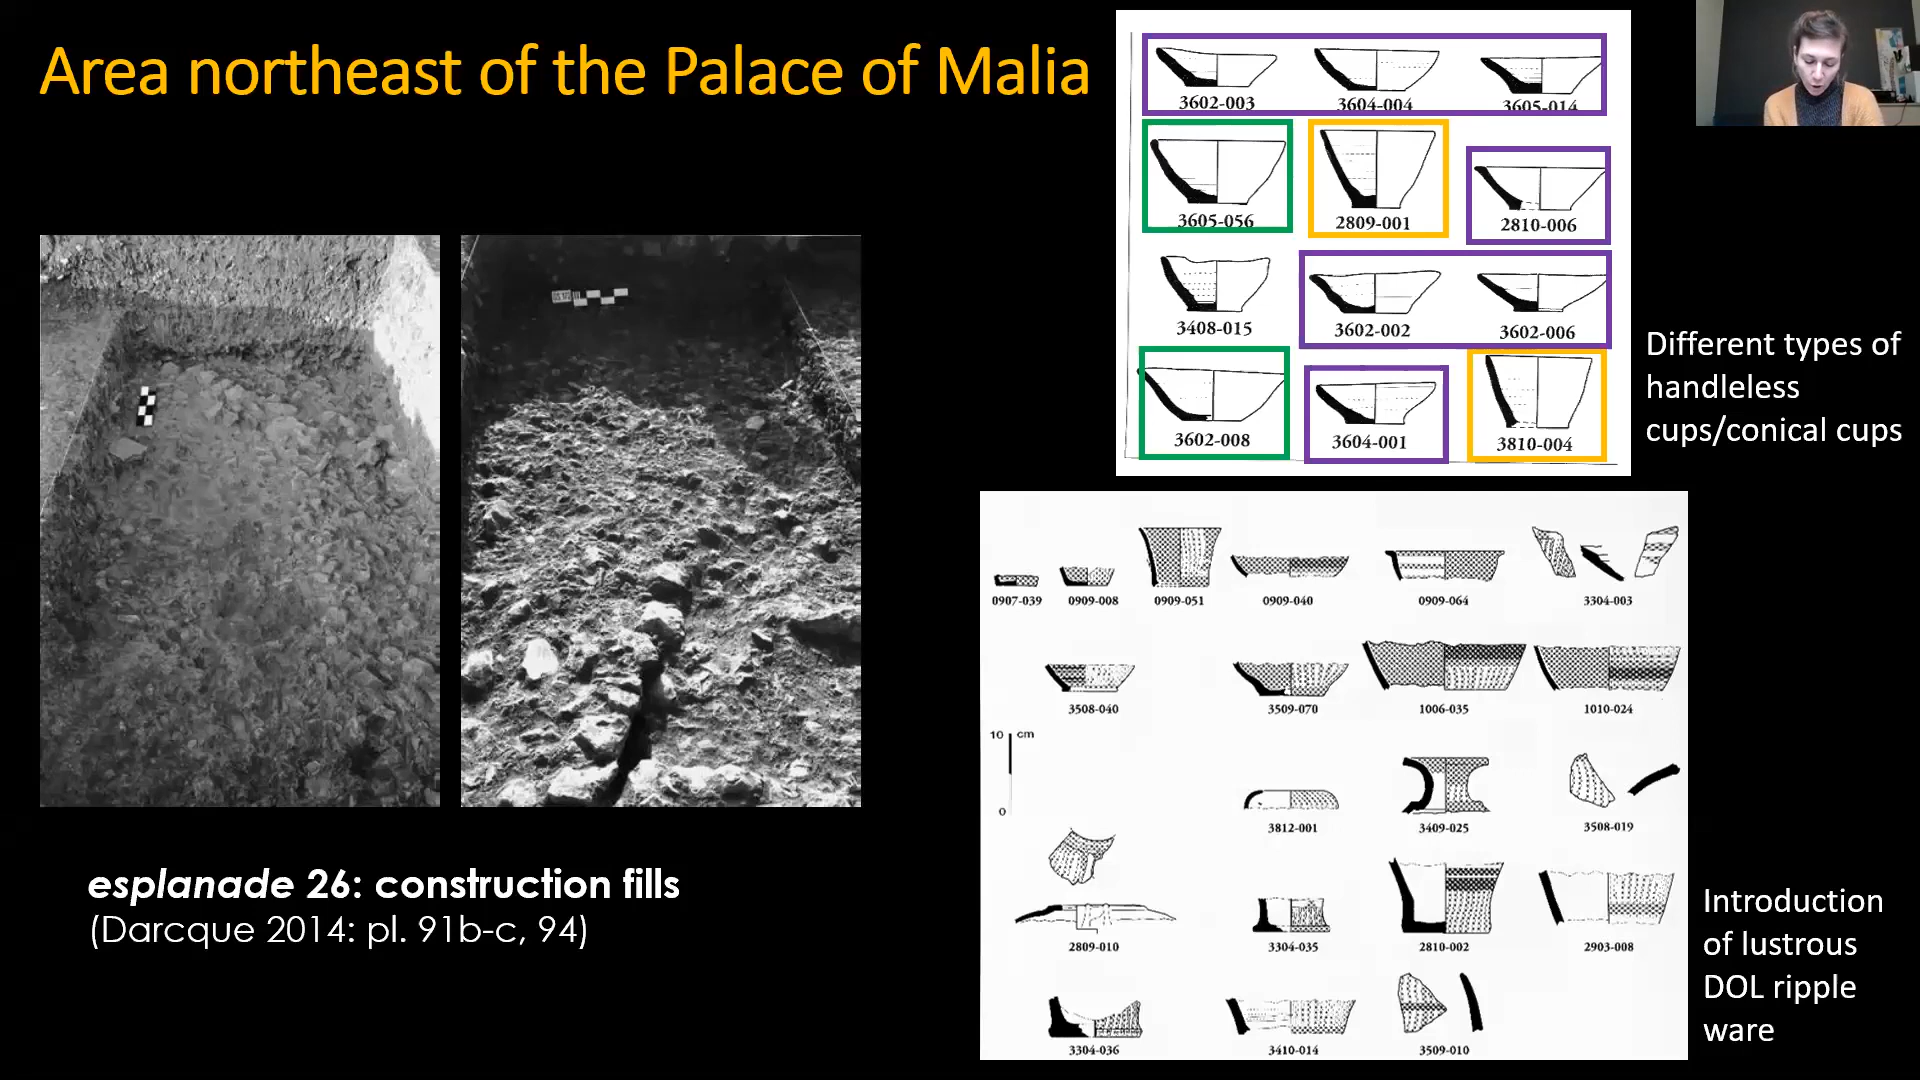 Area northeast of the Palace of Malia
3602-003 3604-004 3605-014
3605-056 2809-001 2810-006
3408-015 3602-002 3602-006
3602-008 3604-001 3810-004
Different types of
handleless
cups/conical cups
0907-039 0909-008 0909-051 0909-040 0909-064 3304-003
3508-040 3509-070 1006-035 1010-024
10 cm
0
3812-001 3409-025 3508-019
2809-010 3304-035 2810-002 2903-008
3304-036 3410-014 3509-010
Introduction
of lustrous
DOL ripple
ware
esplanade 26: construction fills
(Darcque 2014: pl. 91b-c, 94)